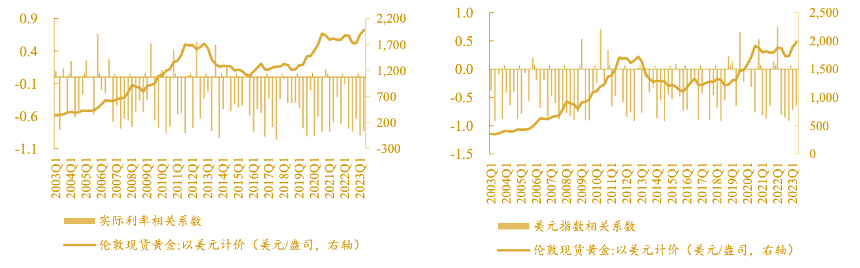 0.9
0.4
-0.1
-0.6
-1.1
2,200
1,700
1,200
700
200
-300
2003Q1
2004Q1
2005Q1
2006Q1
2007Q1
2008Q1
2009Q1
2010Q1
2011Q1
2012Q1
2013Q1
2014Q1
2015Q1
2016Q1
2017Q1
2018Q1
2019Q1
2020Q1
2021Q1
2022Q1
2023Q1
实际利率相关系数
伦敦现货黄金:以美元计价（美元/盎司，右轴）
1.0
0.5
0.0
-0.5
-1.0
-1.5
2,500
2,000
1,500
1,000
500
0
2003Q1
2004Q1
2005Q1
2006Q1
2007Q1
2008Q1
2009Q1
2010Q1
2011Q1
2012Q1
2013Q1
2014Q1
2015Q1
2016Q1
2017Q1
2018Q1
2019Q1
2020Q1
2021Q1
2022Q1
2023Q1
美元指数相关系数
伦敦现货黄金:以美元计价（美元/盎司，右轴）